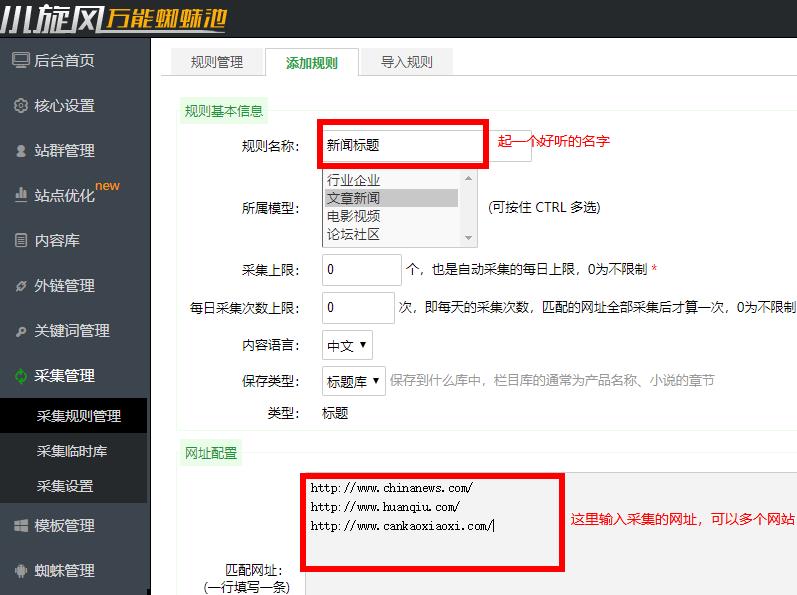 小旋风万能蜘蛛池
后台首页
核心设置
站群管理
站点优化new
内容库
外链管理
关键词管理
采集管理
采集规则管理
采集临时库
采集设置
模板管理
蜘蛛管理
规则管理 添加规则 导入规则
规则基本信息
规则名称： 新闻标题 起一个好听的名字
行业企业
文章新闻
所属模型： (可按住 CTRL 多选)
电影视频
论坛社区
采集上限： 0 个，也是自动采集的每日上限，0为不限制 *
每日采集次数上限： 0 次，即每天的采集次数，匹配的网址全部采集后才算一次，0为不限制
内容语言： 中文
保存类型： 标题库 保存到什么库中，栏目库的通常为产品名称、小说的章节
类型： 标题
网址配置
http://www.chinanews.com/
http://www.huanqiu.com/
http://www.cankaoxiaoxi.com/ 这里输入采集的网址，可以多个网站
匹配网址：
(一行填写一条)